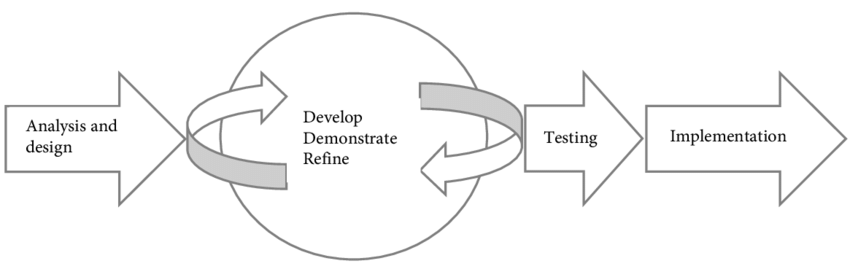 Analysis and
design
Develop
Demonstrate
Refine
Testing
Implementation